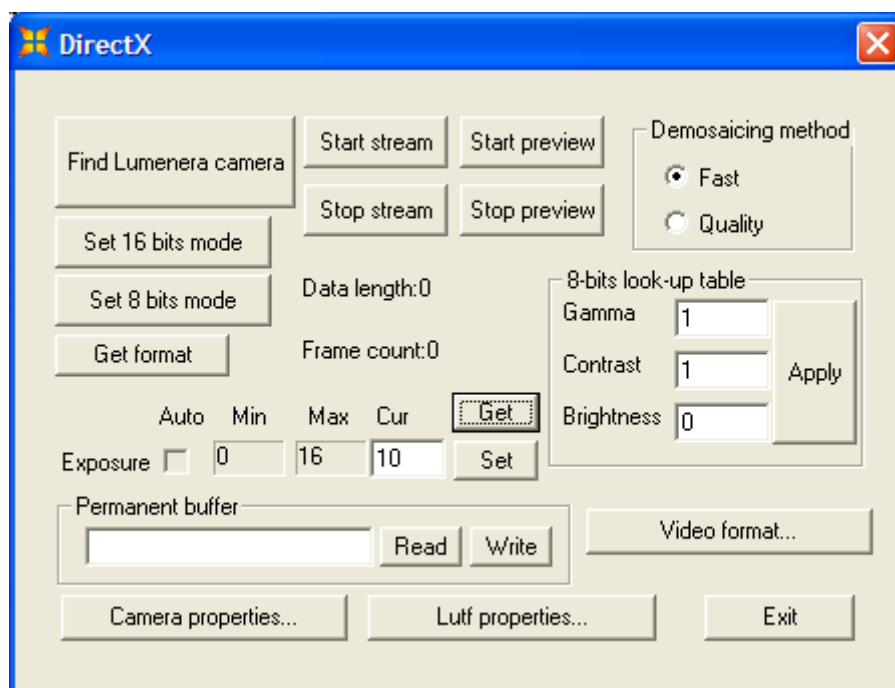 DirectX
Find Lumenera camera
Start stream
Start preview
Demosaicing method
Fast
Stop stream
Stop preview
Quality
Set 16 bits mode
Set 8 bits mode
Data length:0
8-bits look-up table
Gamma
1
Get format
Frame count:0
Contrast
1
Apply
Auto Min Max Cur
Get
Brightness
0
Exposure
0
16
10
Set
Permanent buffer
Read
Write
Video format...
Camera properties...
Lutf properties...
Exit